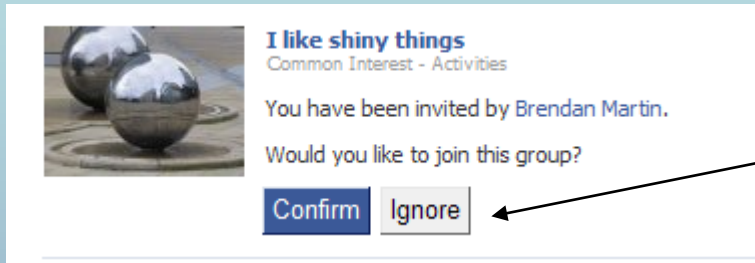 I like shiny things
Common Interest - Activities
You have been invited by Brendan Martin.
Would you like to join this group?
Confirm Ignore